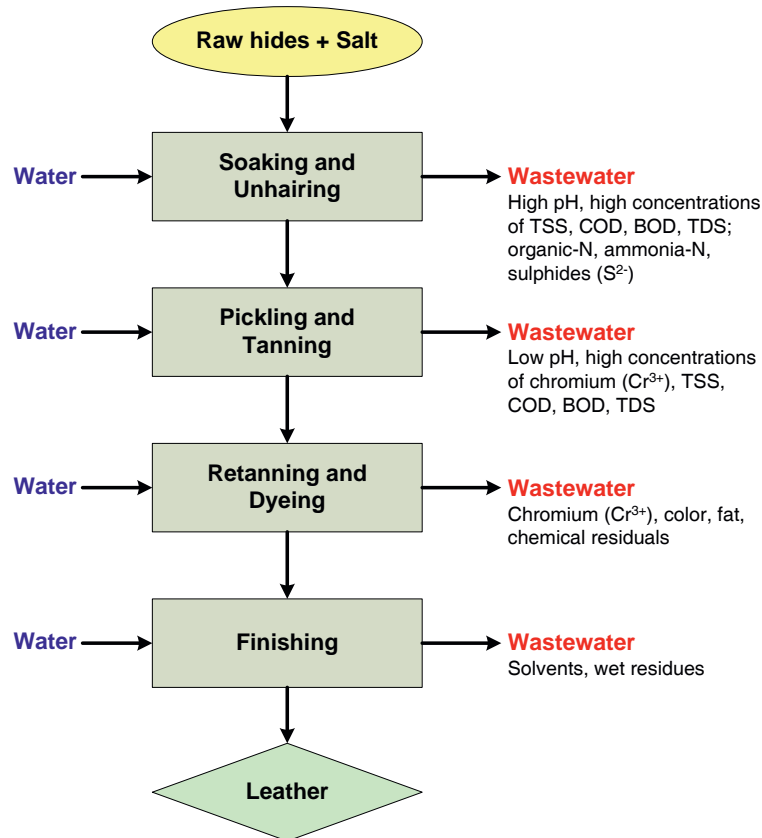 Raw hides + Salt
Water
Soaking and
Unhairing
Wastewater
High pH, high concentrations
of TSS, COD, BOD, TDS;
organic-N, ammonia-N,
sulphides (S²⁻)
Water
Pickling and
Tanning
Wastewater
Low pH, high concentrations
of chromium (Cr³⁺), TSS,
COD, BOD, TDS
Water
Retanning and
Dyeing
Wastewater
Chromium (Cr³⁺), color, fat,
chemical residuals
Water
Finishing
Wastewater
Solvents, wet residues
Leather